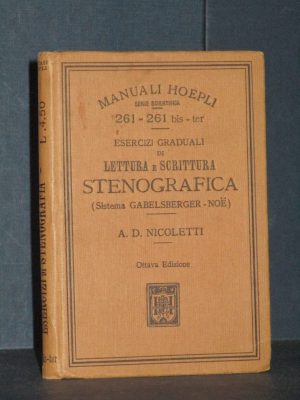 MANUALI HOEPLI
SERIE SCIENTIFICA
261 - 261 bis - ter
ESERCIZI GRADUALI
DI
LETTURA E SCRITTURA
STENOGRAFICA
(Sistema GABELSBERGER - NOË)
A. D. NICOLETTI
Ottava Edizione
ESERCIZI DI STENOGRAFIA
L. 4.50